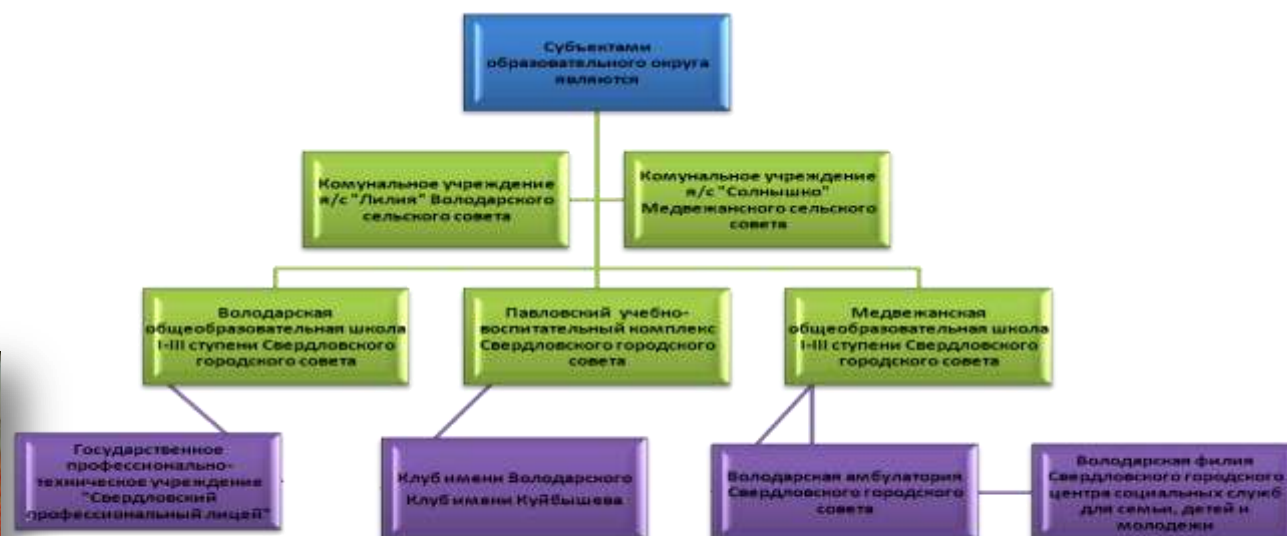 Субъектами
образовательного округа
являются
Комунальное учреждение
я/с "Лилия" Володарского
сельского совета
Комунальное учреждение
я/с "Солнышко"
Медвежанского сельского
совета
Володарская
общеобразовательная школа
I-III ступени Свердловского
городского совета
Павловский учебно-
воспитательный комплекс
Свердловского городского
совета
Медвежанская
общеобразовательная школа
I-III ступени Свердловского
городского совета
Государственное
профессионально-
техническое учреждение
"Свердловский
профессиональный лицей"
Клуб имени Володарского
Клуб имени Куйбышева
Володарская амбулатория
Свердловского городского
совета
Володарская филия
Свердловского городского
центра социальных служб
для семьи, детей и
молодежи